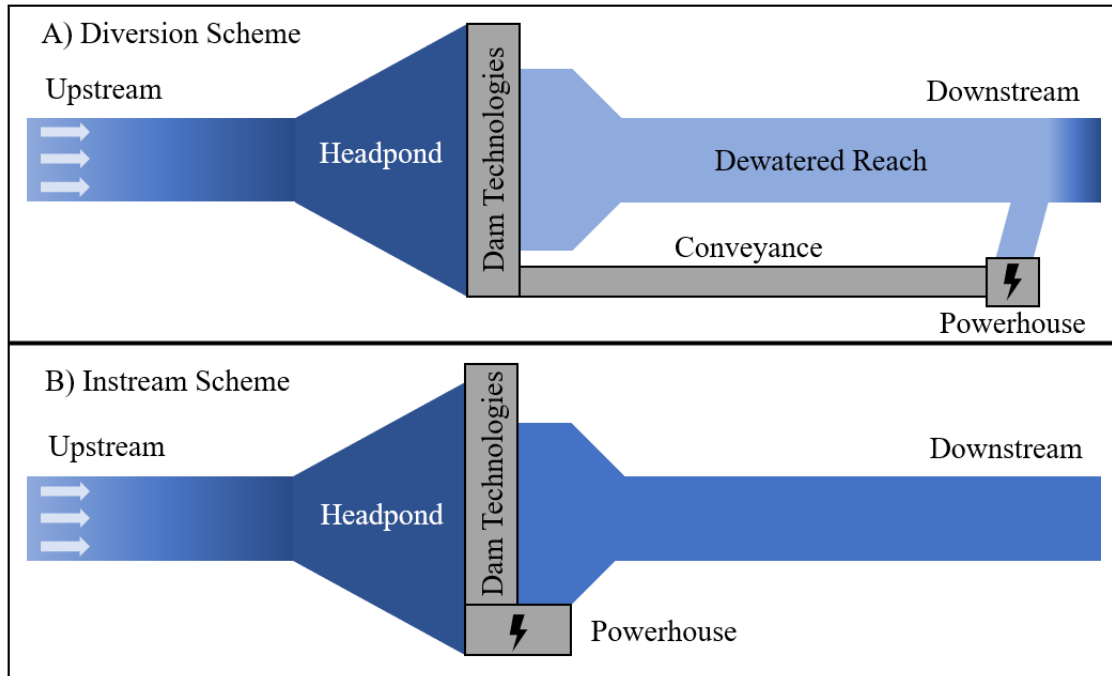 A) Diversion Scheme
Upstream
Headpond
Dam Technologies
Downstream
Dewatered Reach
Conveyance
Powerhouse
B) Instream Scheme
Upstream
Headpond
Dam Technologies
Downstream
Powerhouse